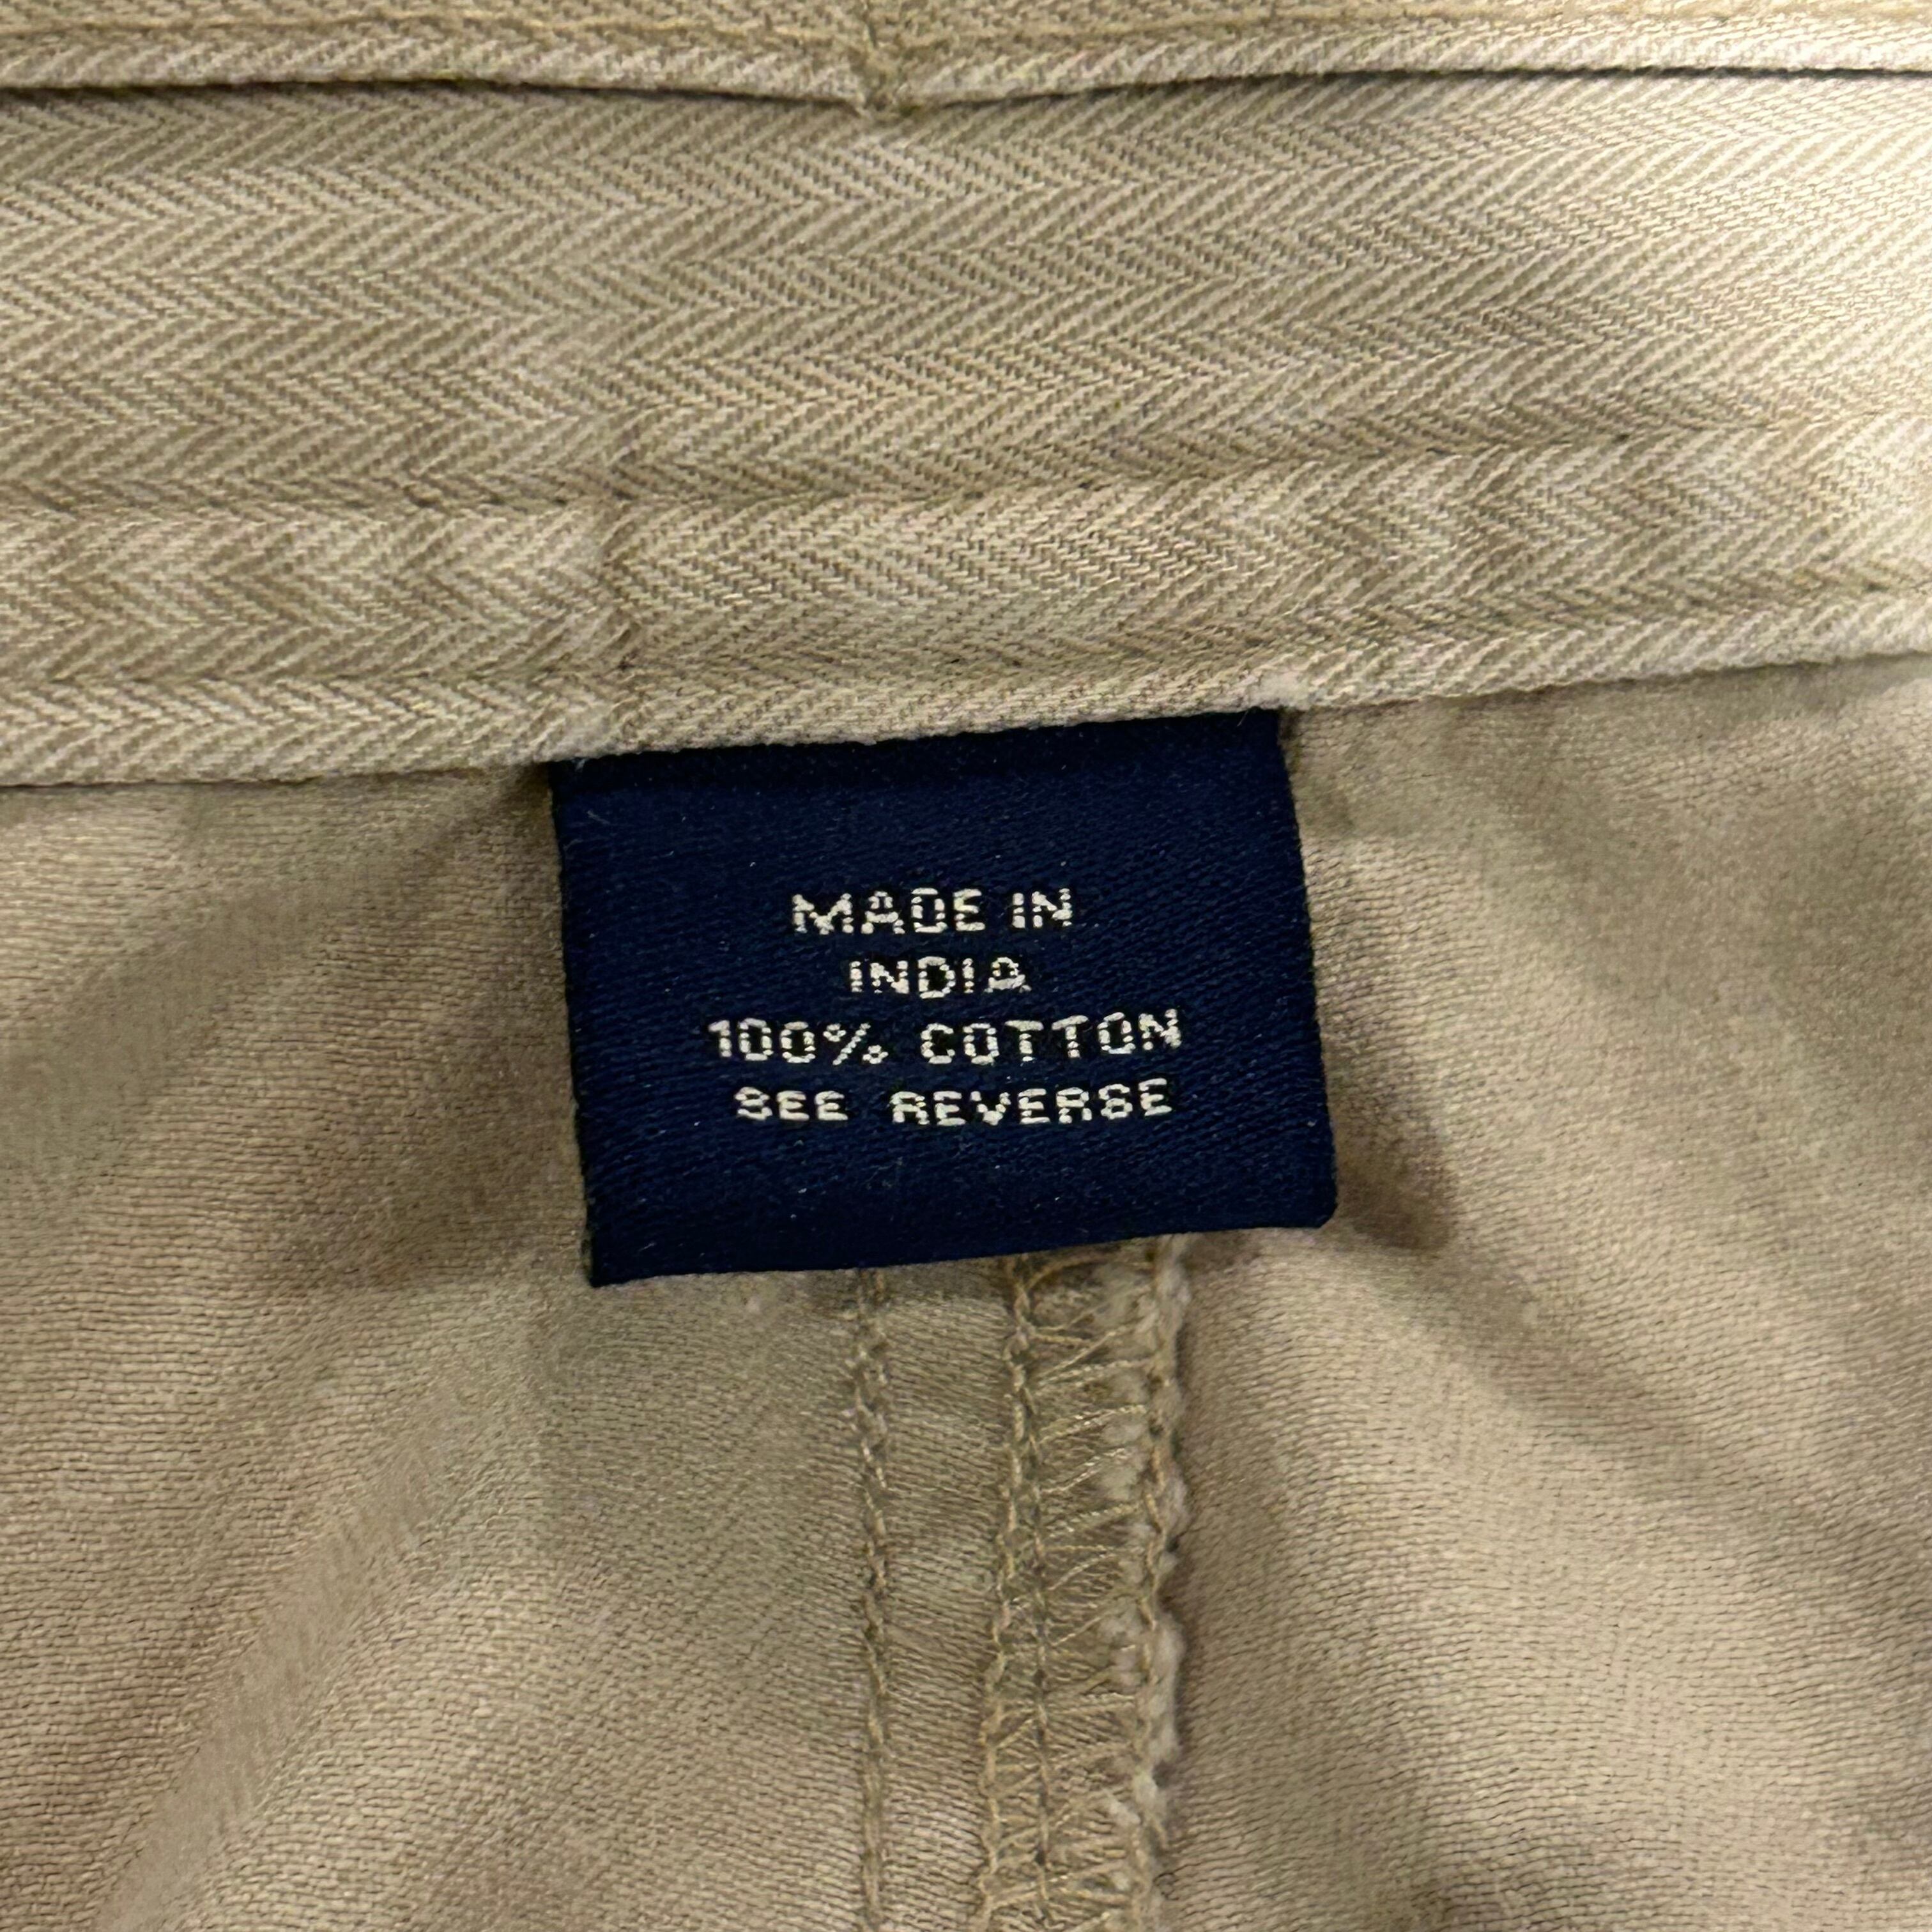 MADE IN
INDIA
100% COTTON
SEE REVERSE